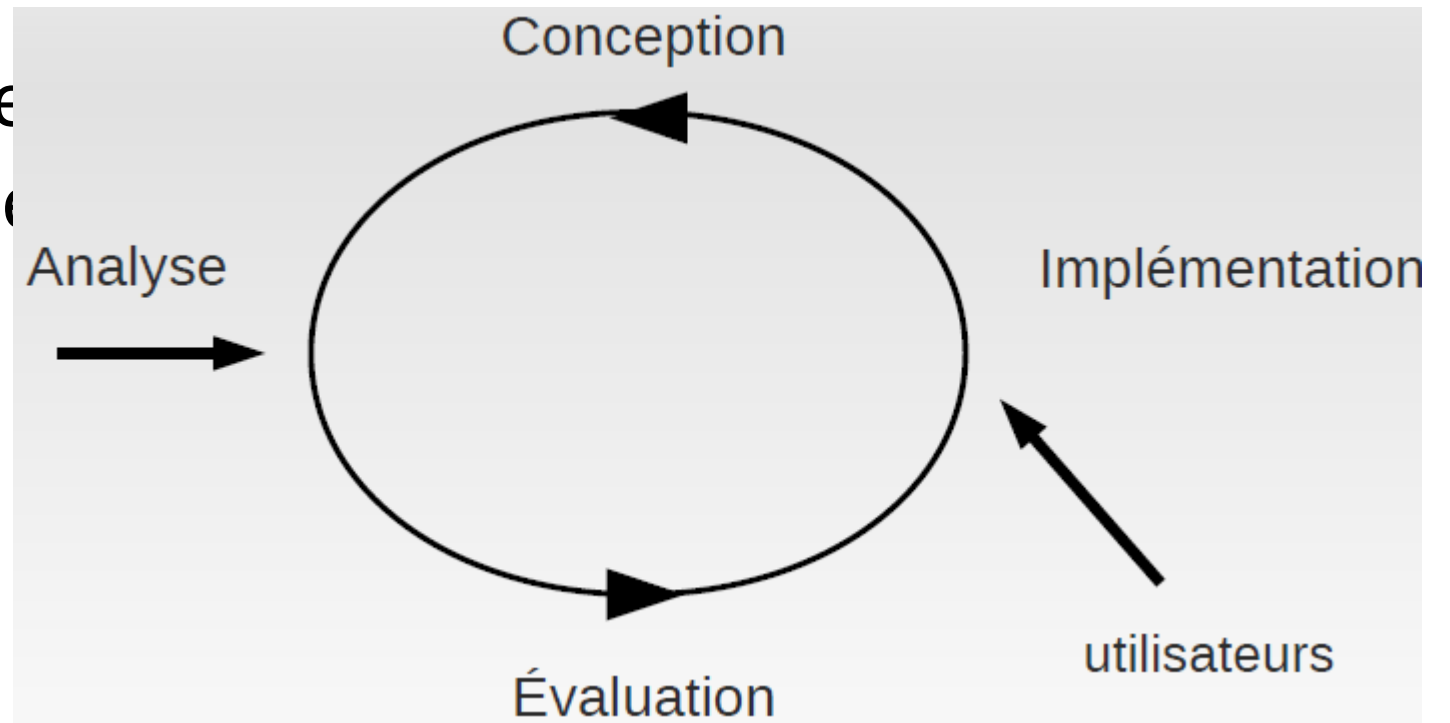 Conception
e
e
Analyse
Implémentation
utilisateurs
Évaluation